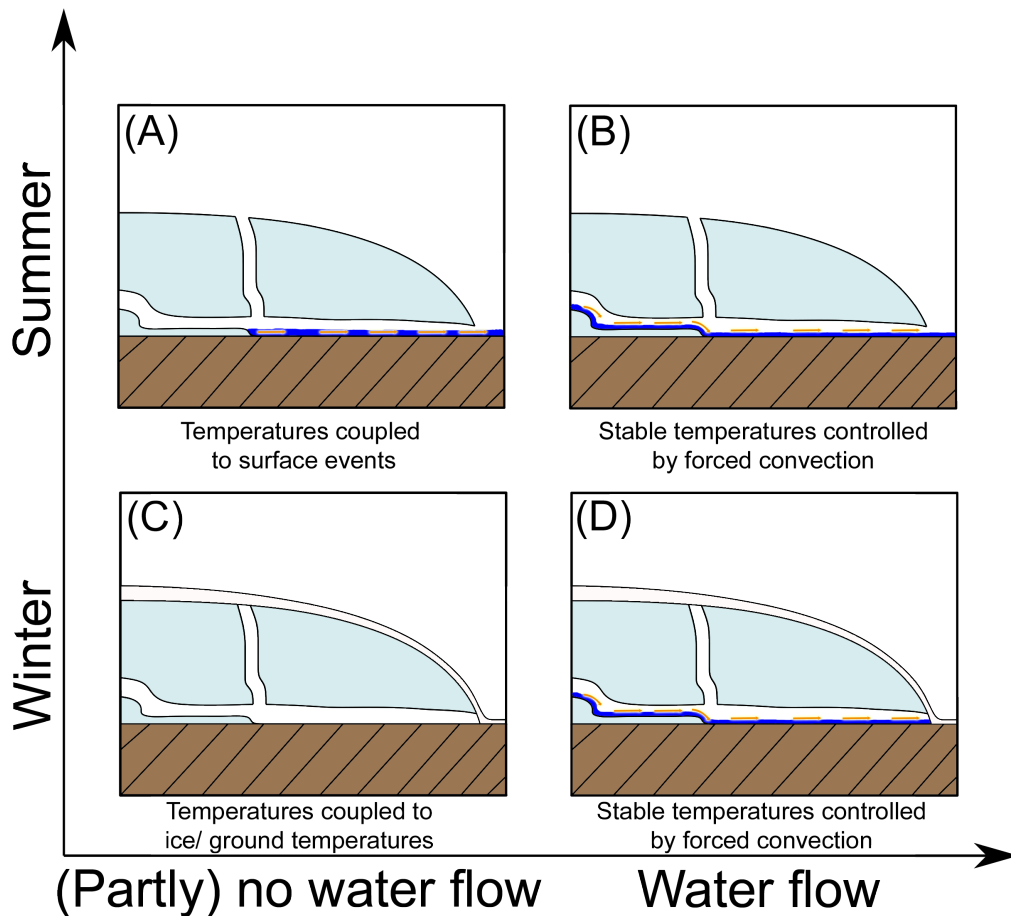 Summer
(A)
(B)
Temperatures coupled
to surface events
Stable temperatures controlled
by forced convection
Winter
(C)
(D)
Temperatures coupled to
ice/ ground temperatures
Stable temperatures controlled
by forced convection
(Partly) no water flow
Water flow